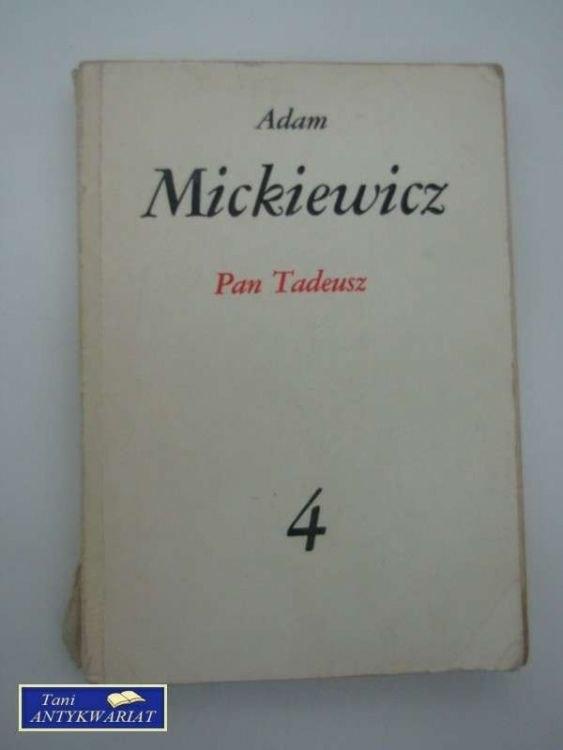 Adam
Mickiewicz
Pan Tadeusz
4
Tani
ANTYKWARIAT